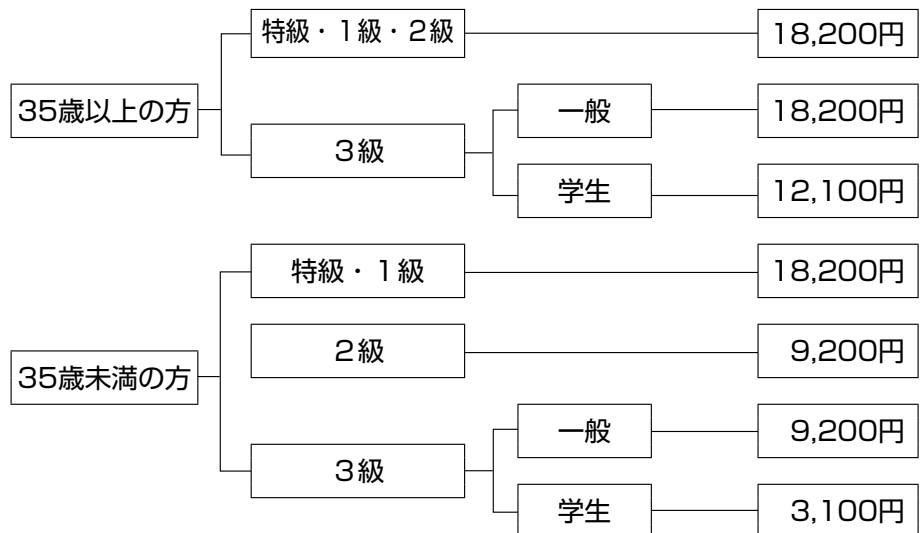 特級・1級・2級 18,200円
35歳以上の方
一般 18,200円
3級
学生 12,100円
特級・1級 18,200円
2級 9,200円
35歳未満の方
一般 9,200円
3級
学生 3,100円